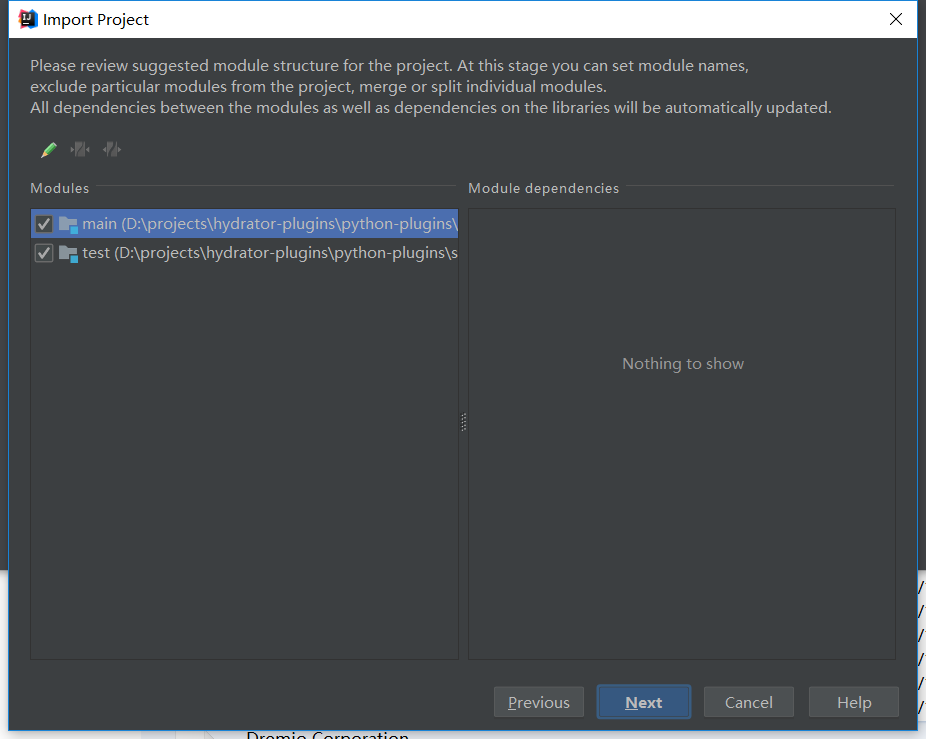 Import Project
Please review suggested module structure for the project. At this stage you can set module names,
exclude particular modules from the project, merge or split individual modules.
All dependencies between the modules as well as dependencies on the libraries will be automatically updated.
Modules
Module dependencies
main (D:\projects\hydrator-plugins\python-plugins\
test (D:\projects\hydrator-plugins\python-plugins\s
Nothing to show
Previous
Next
Cancel
Help
Dremio Corporation